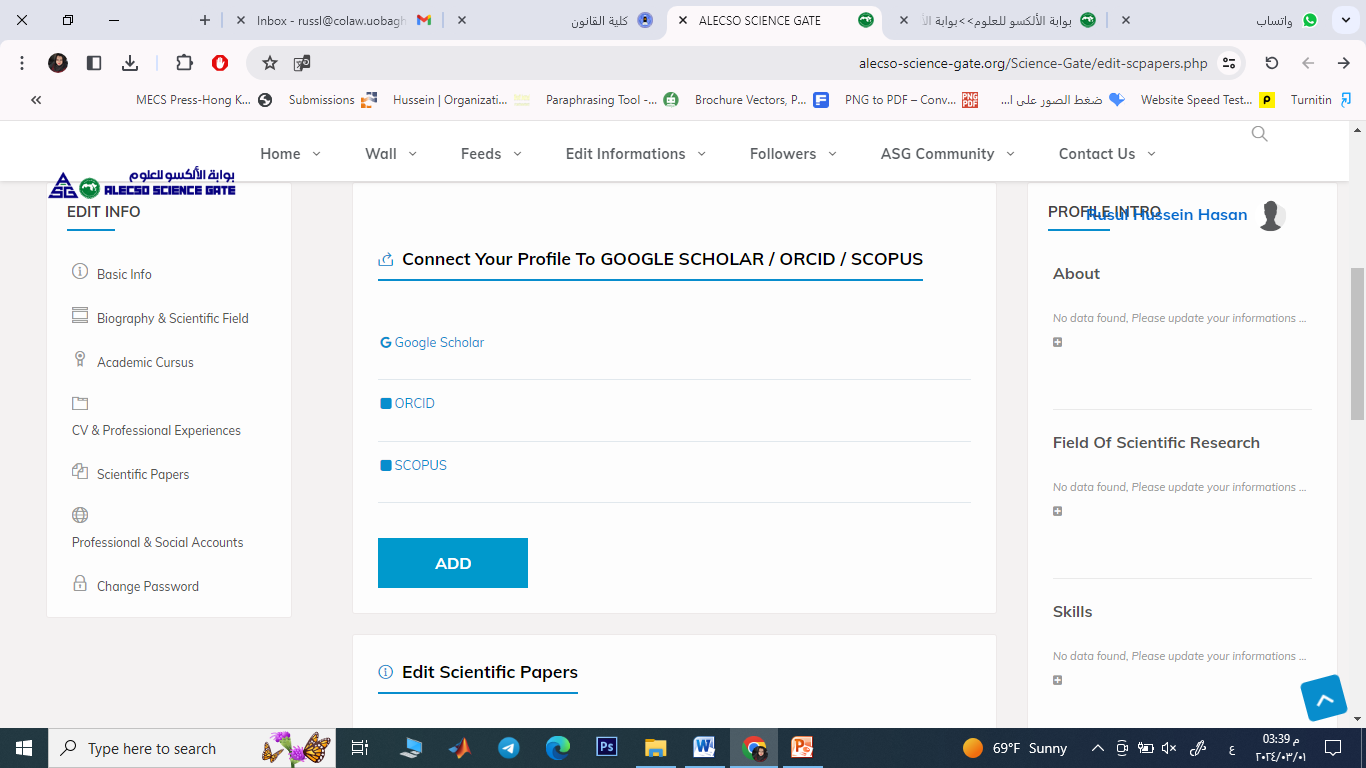 Inbox - russl@colaw.uobagh
كلية القانون
ALECSO SCIENCE GATE
بوابة الألكسو للعلوم>>بوابة الأ
واتساب
alecso-science-gate.org/Science-Gate/edit-scpapers.php
MECS Press-Hong K...
Submissions
Hussein | Organizati...
Paraphrasing Tool -...
Brochure Vectors, P...
PNG to PDF – Conv...
ضغط الصور على ا...
Website Speed Test...
Turnitin
Home
Wall
Feeds
Edit Informations
Followers
ASG Community
Contact Us
بوابة الألكسو للعلوم
ASG
ALECSO SCIENCE GATE
EDIT INFO
Basic Info
Biography & Scientific Field
Academic Cursus
CV & Professional Experiences
Scientific Papers
Professional & Social Accounts
Change Password
Connect Your Profile To GOOGLE SCHOLAR / ORCID / SCOPUS
Google Scholar
ORCID
SCOPUS
ADD
Edit Scientific Papers
PROFILE INTRO
Rusul Hussein Hasan
About
No data found, Please update your informations ...
Field Of Scientific Research
No data found, Please update your informations ...
Skills
No data found, Please update your informations ...
Type here to search
69°F Sunny
ع
03:39 م
٢٠٢٤/٠٣/٠١